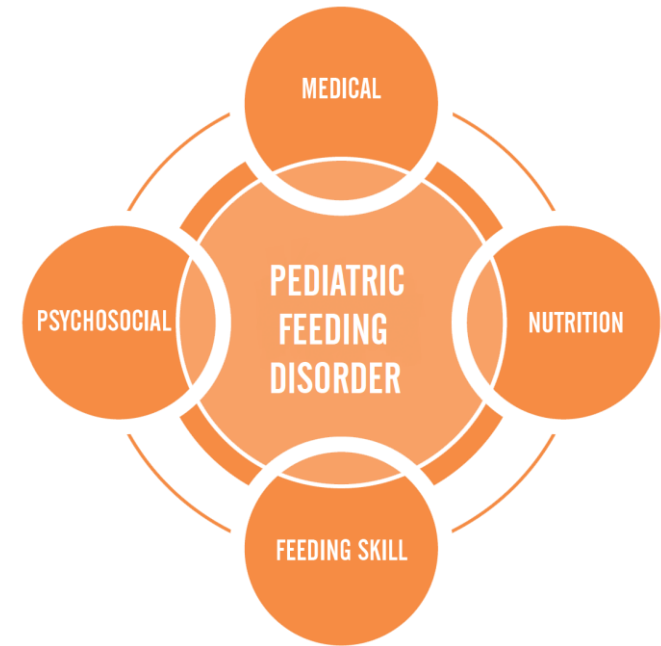 MEDICAL
PEDIATRIC
FEEDING
DISORDER
PSYCHOSOCIAL
NUTRITION
FEEDING SKILL